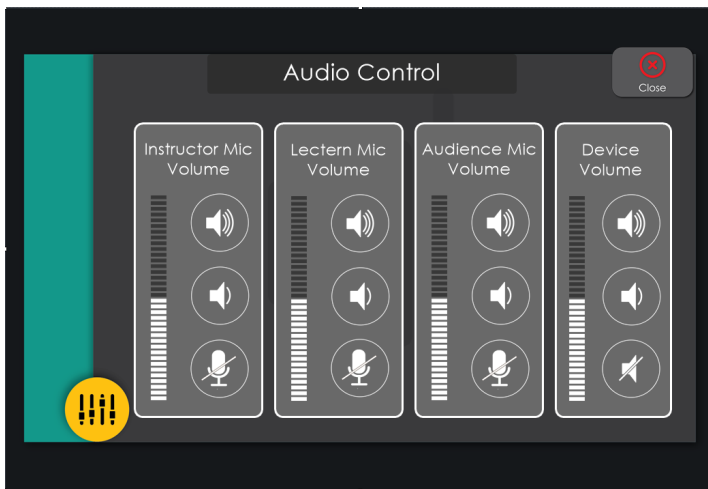 Audio Control
Close
Instructor Mic
Volume
Lectern Mic
Volume
Audience Mic
Volume
Device
Volume